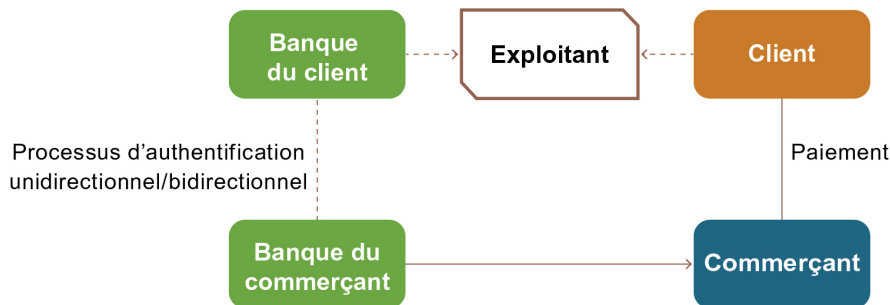 Banque
du client
Exploitant
Client
Processus d'authentification
unidirectionnel/bidirectionnel
Paiement
Banque du
commerçant
Commerçant